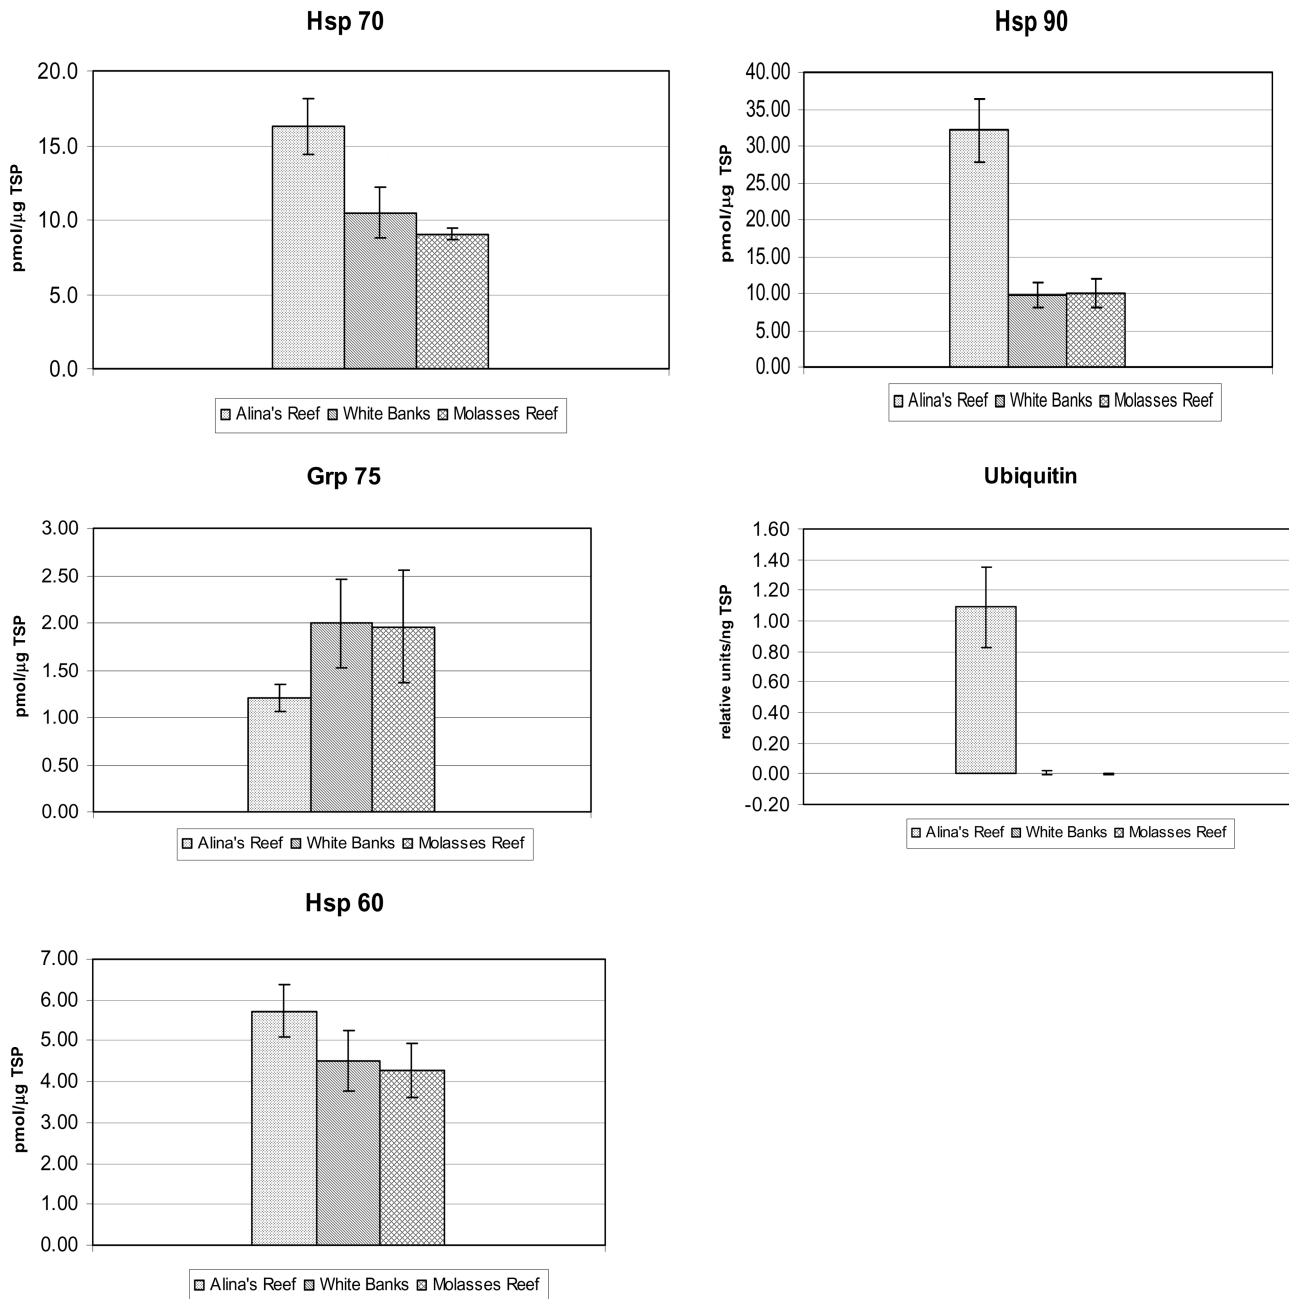 Hsp 70
20.0
15.0
10.0
5.0
0.0
pmol/µg TSP
Alina's Reef White Banks Molasses Reef
Hsp 90
40.00
35.00
30.00
25.00
20.00
15.00
10.00
5.00
0.00
pmol/µg TSP
Alina's Reef White Banks Molasses Reef
Grp 75
3.00
2.50
2.00
1.50
1.00
0.50
0.00
pmol/µg TSP
Alina's Reef White Banks Molasses Reef
Ubiquitin
1.60
1.40
1.20
1.00
0.80
0.60
0.40
0.20
0.00
-0.20
relative units/ng TSP
Alina's Reef White Banks Molasses Reef
Hsp 60
7.00
6.00
5.00
4.00
3.00
2.00
1.00
0.00
pmol/µg TSP
Alina's Reef White Banks Molasses Reef